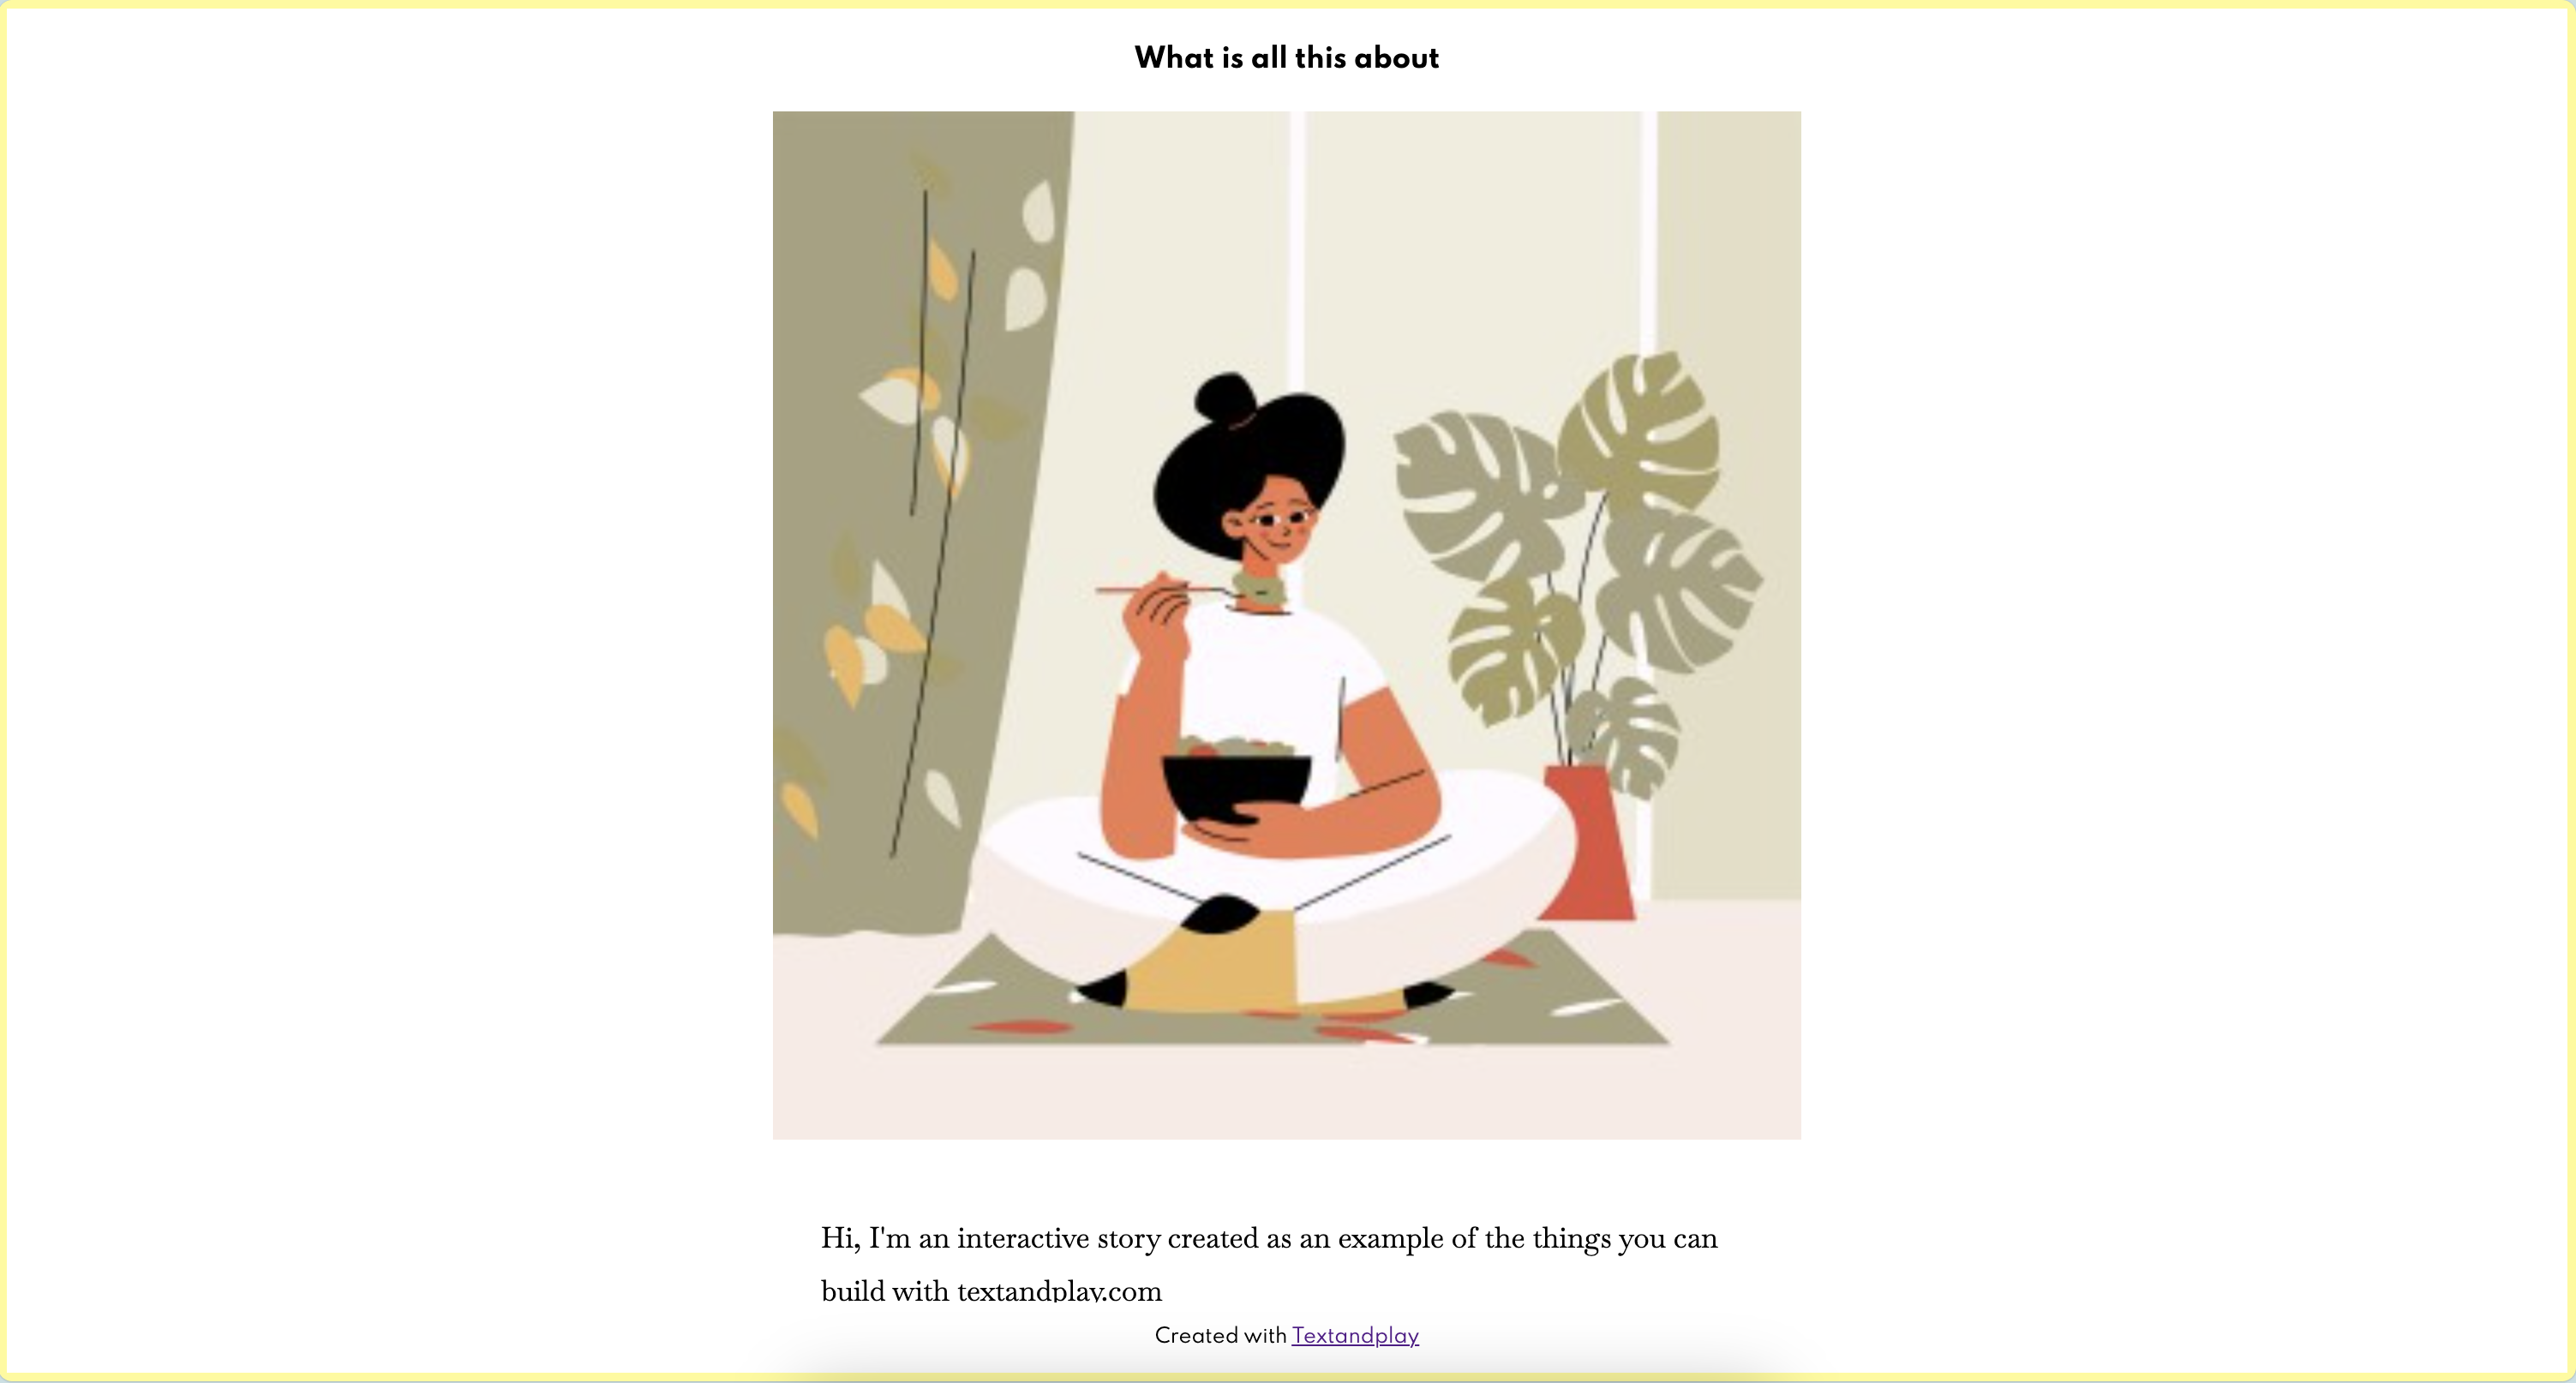 What is all this about
Hi, I'm an interactive story created as an example of the things you can
build with textandplay.com
Created with Textandplay